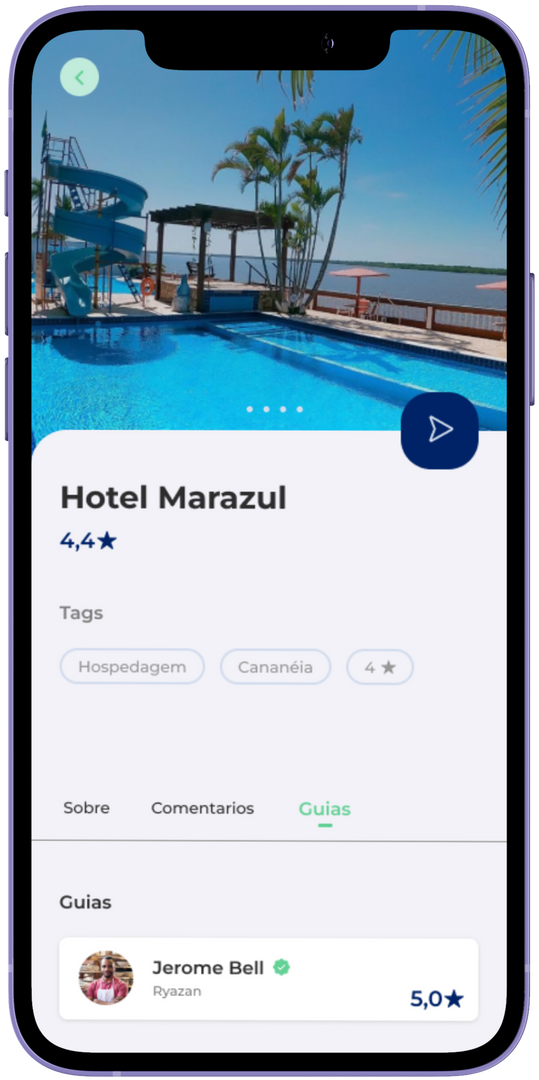 Hotel Marazul
4,4★
Tags
Hospedagem
Cananéia
4 ★
Sobre
Comentarios
Guias
Guias
Jerome Bell
Ryazan
5,0★